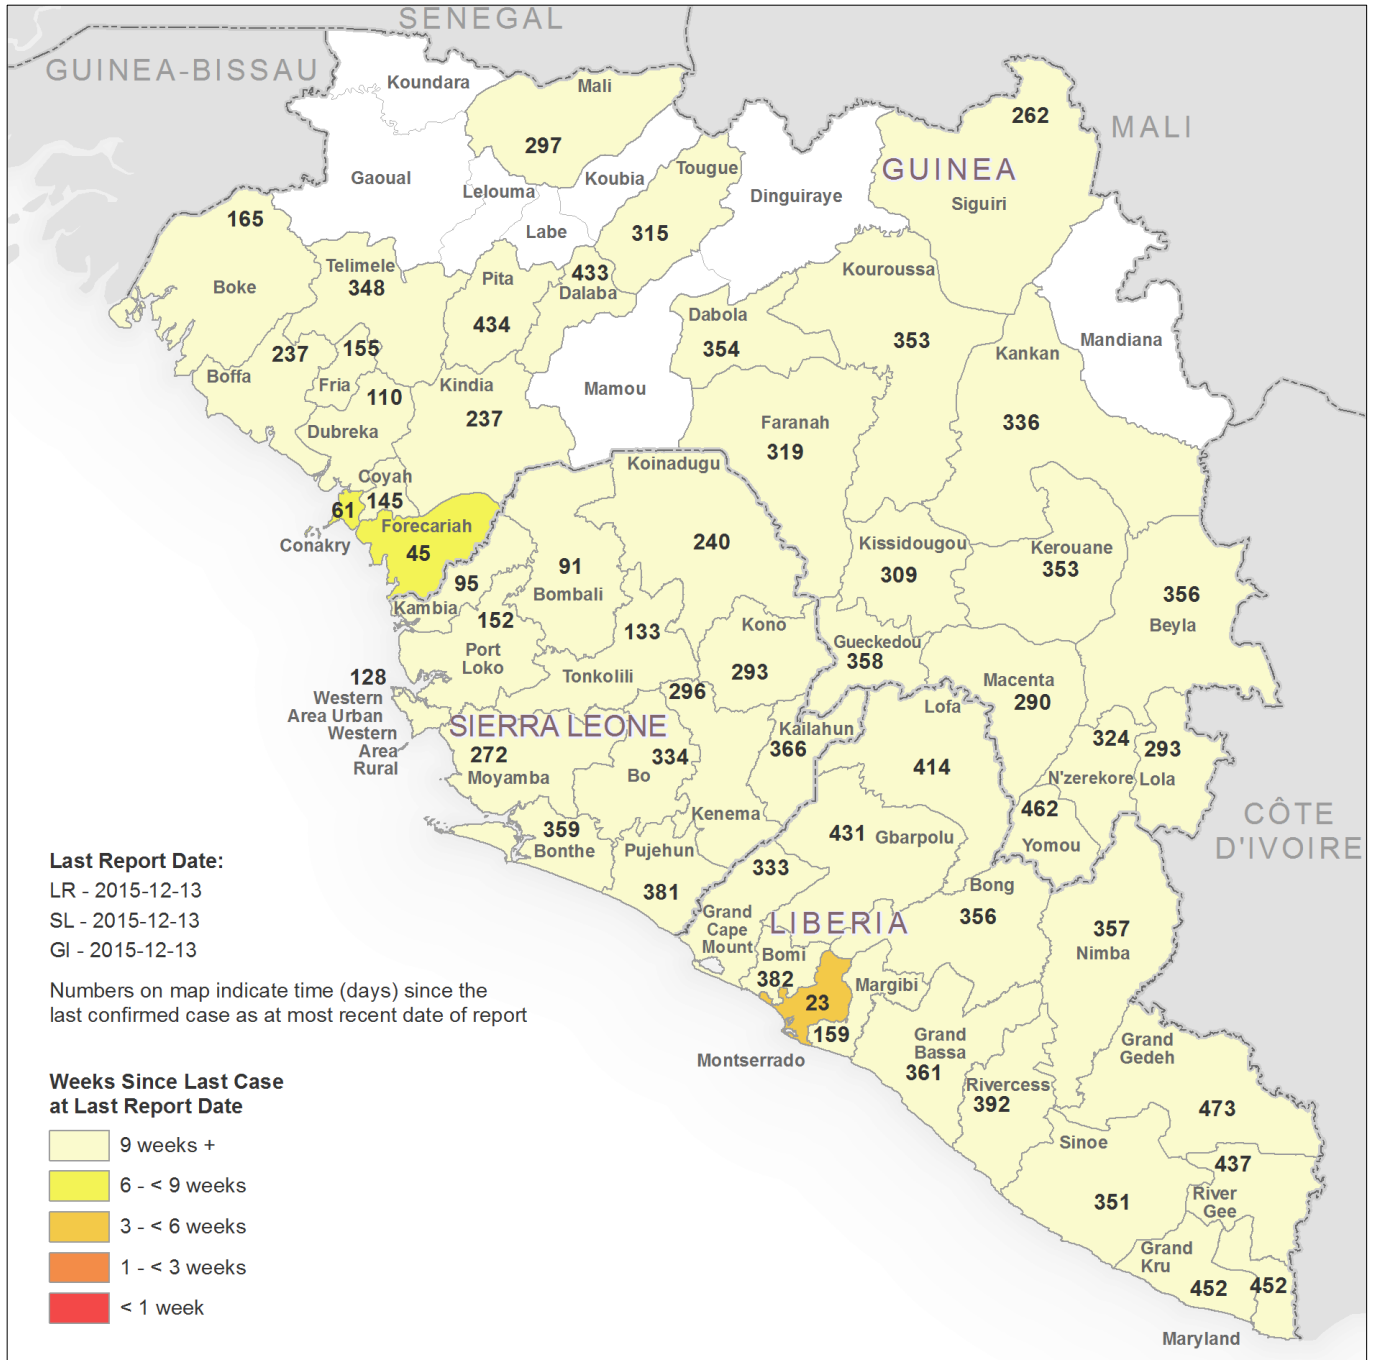 SENEGAL
GUINEA-BISSAU
Koundara
Mali
262
MALI
297
GUINEA
Gaoual
Lelouma
Koubia
Tougue
Dinguiraye
Siguiri
165
Labe
315
Telimele
348
Pita
433
Dalaba
Kouroussa
Boke
434
Dabola
354
353
Kankan
Mandiana
237
155
Boffa
Fria
110
Kindia
237
Mamou
Faranah
319
336
Dubreka
Coyah
145
Koinadugu
61
Forecariah
45
Conakry
240
Kissidougou
309
Kerouane
353
91
Bombali
95
Kambia
152
356
Beyla
133
Kono
293
Gueckedou
358
Port
Loko
Tonkolili
128
Western
Area Urban
Western
Area
Rural
296
Macenta
290
Lofa
SIERRA LEONE
Kailahun
366
324
N'zerekore
293
Lola
272
Moyamba
334
Bo
414
462
Yomou
CÔTE
D'IVOIRE
Kenema
359
Bonthe
Pujehun
381
431
Gbarpolu
333
Bong
356
Grand
Cape
Mount
LIBERIA
357
Nimba
Bomi
382
23
Margibi
159
Montserrado
Grand
Bassa
361
Rivercess
392
Grand
Gedeh
473
Sinoe
351
437
River
Gee
Grand
Kru
452
452
Maryland
Last Report Date:
LR - 2015-12-13
SL - 2015-12-13
GI - 2015-12-13
Numbers on map indicate time (days) since the
last confirmed case as at most recent date of report
Weeks Since Last Case
at Last Report Date
9 weeks +
6 - < 9 weeks
3 - < 6 weeks
1 - < 3 weeks
< 1 week